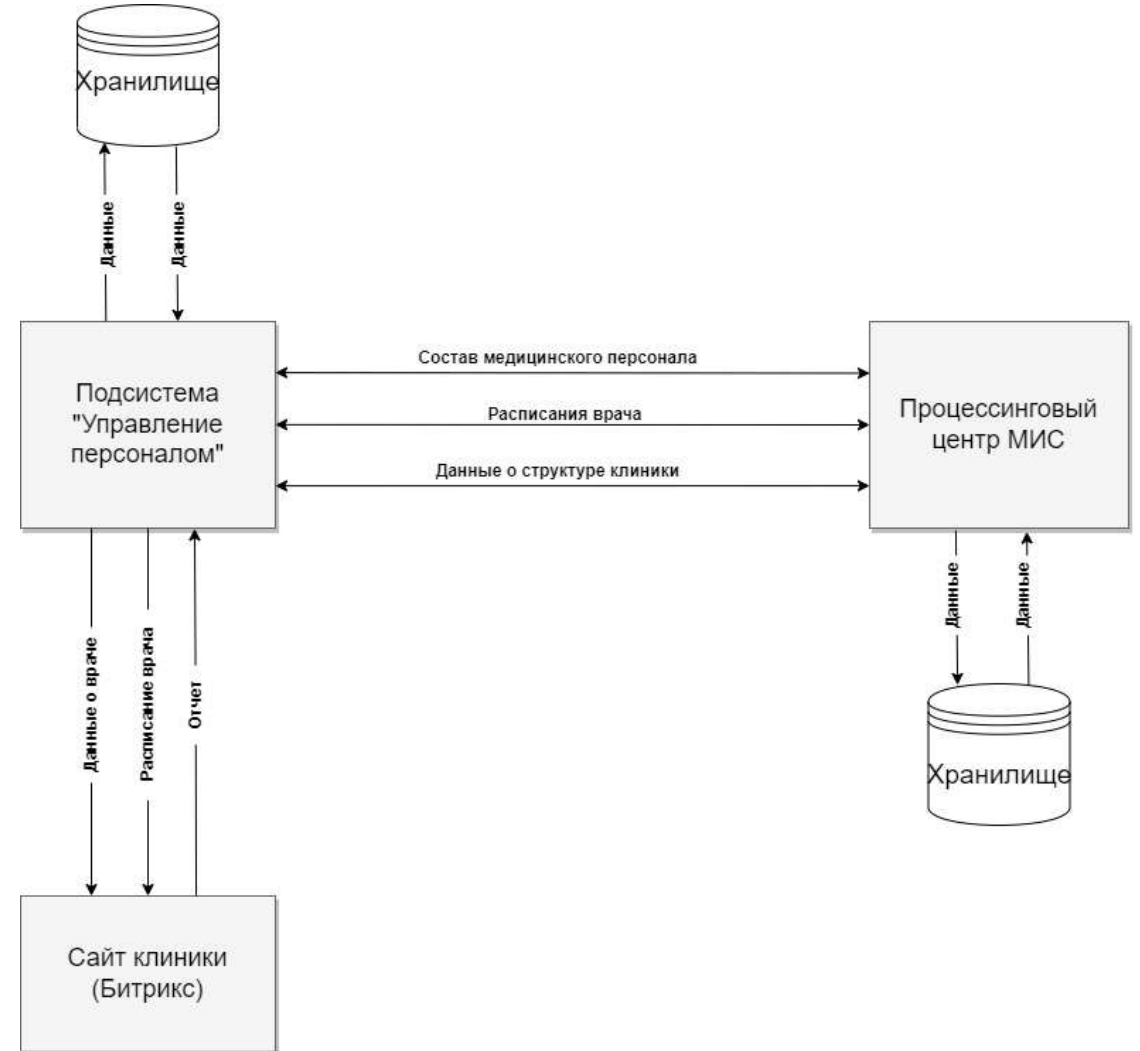 Хранилище
Данные
Данные
Подсистема
"Управление
персоналом"
Состав медицинского персонала
Расписания врача
Данные о структуре клиники
Процессинговый
центр МИС
Данные
Данные
Хранилище
Данные о враче
Расписание врача
Отчет
Сайт клиники
(Битрикс)